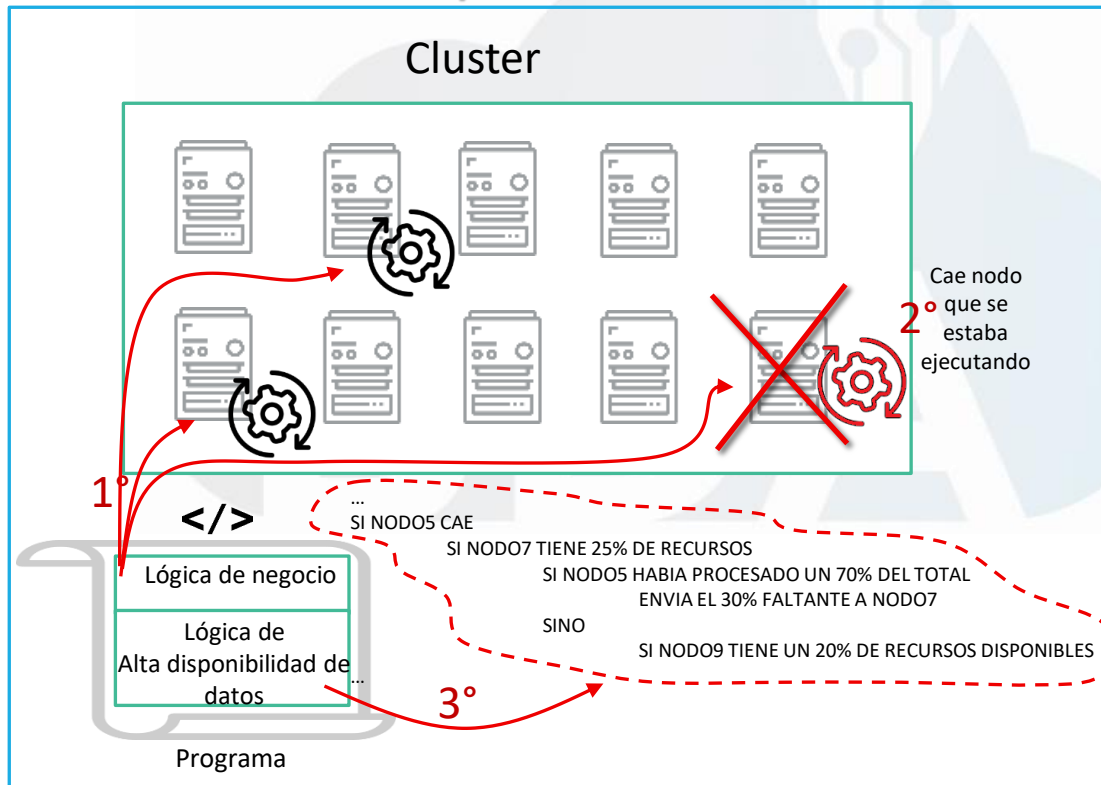 Cluster
Cae nodo
2° que se
estaba
ejecutando
1°
</>
...
SI NODO5 CAE
SI NODO7 TIENE 25% DE RECURSOS
SI NODO5 HABIA PROCESADO UN 70% DEL TOTAL
ENVIA EL 30% FALTANTE A NODO7
SINO
SI NODO9 TIENE UN 20% DE RECURSOS DISPONIBLES
...
Lógica de negocio
Lógica de
Alta disponibilidad de
datos
3°
Programa